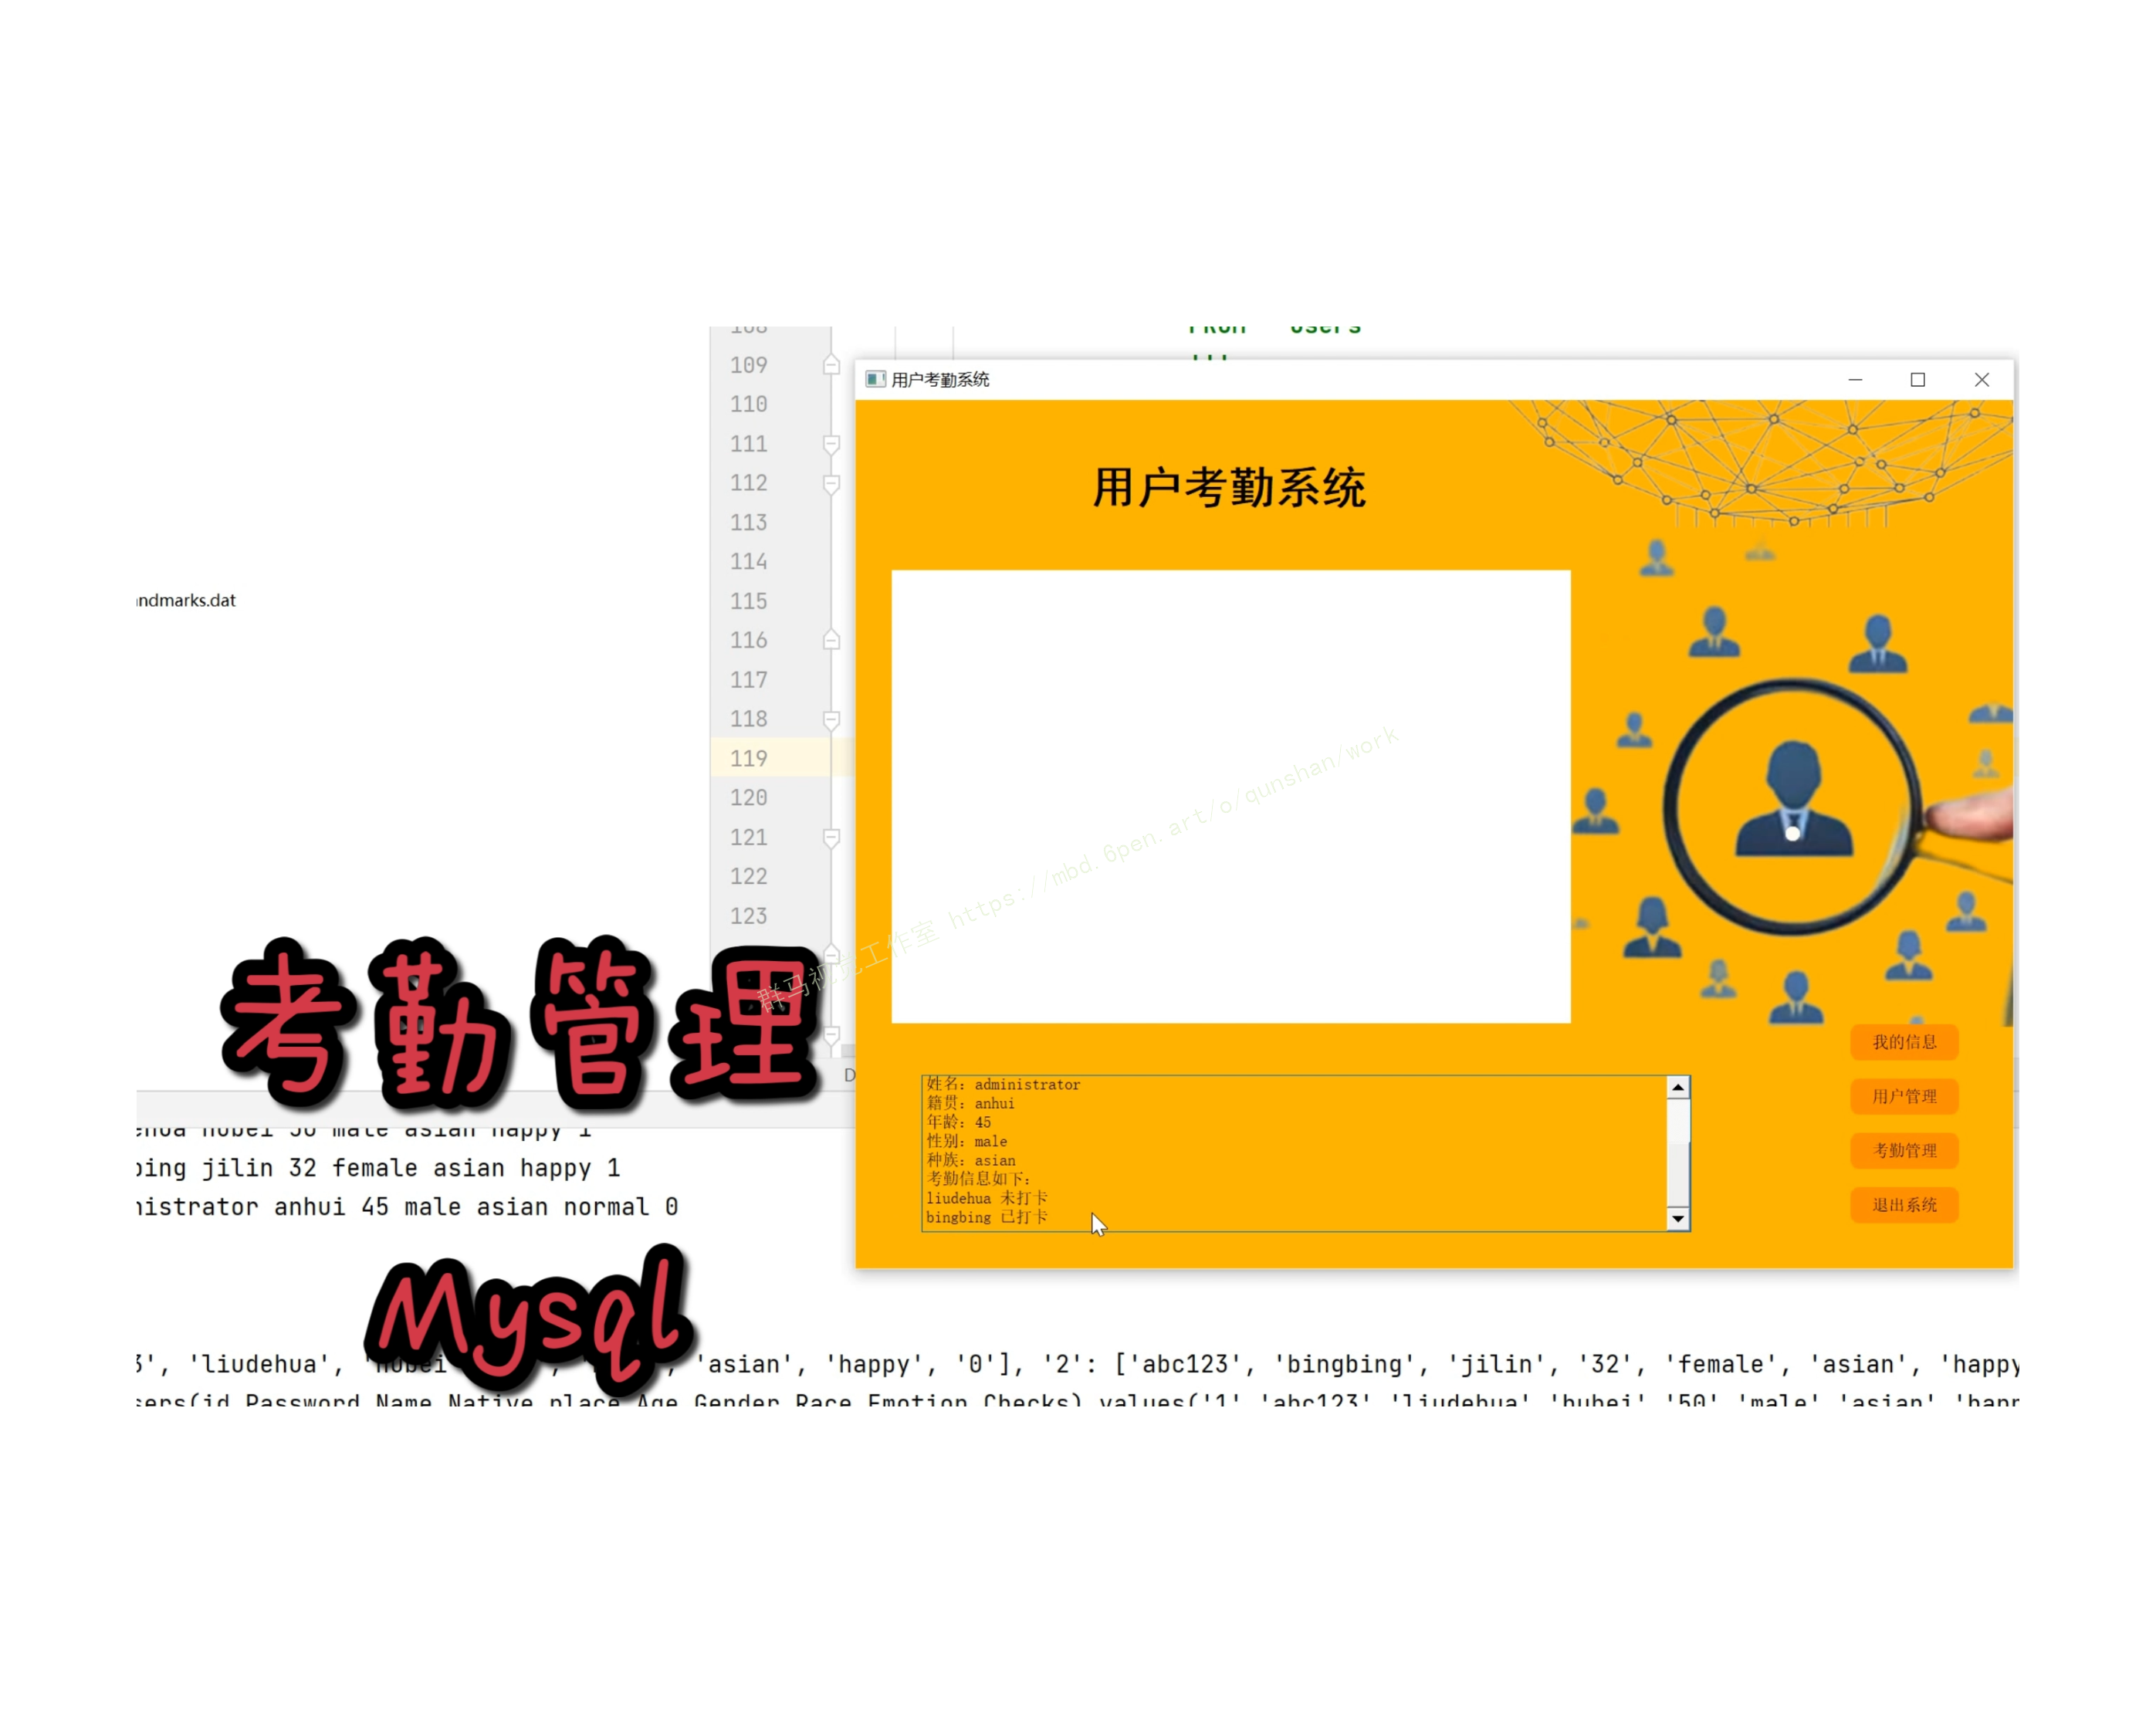 108
FROM   users
109
'''
110
111
112
113
114
115
116
117
118
119
120
121
122
123
ndmarks.dat
用户考勤系统
用户考勤系统
群马视觉工作室 https://mbd.6pen.art/o/qunshan/work
考勤管理
Mysql
姓名: administrator
籍贯: anhui
年龄: 45
性别: male
种族: asian
考勤信息如下:
liudehua 未打卡
bingbing 已打卡
我的信息
用户管理
考勤管理
退出系统
D
hubei 50 male asian happy 1
bing jilin 32 female asian happy 1
nistrator anhui 45 male asian normal 0
3', 'liudehua', 'hubei 'asian', 'happy', '0'], '2': ['abc123', 'bingbing', 'jilin', '32', 'female', 'asian', 'happy
sers(id Password Name Native place Age Gender Race Emotion Checks) values('1' 'abc123' 'liudehua' 'hubei' '50' 'male' 'asian' 'happ